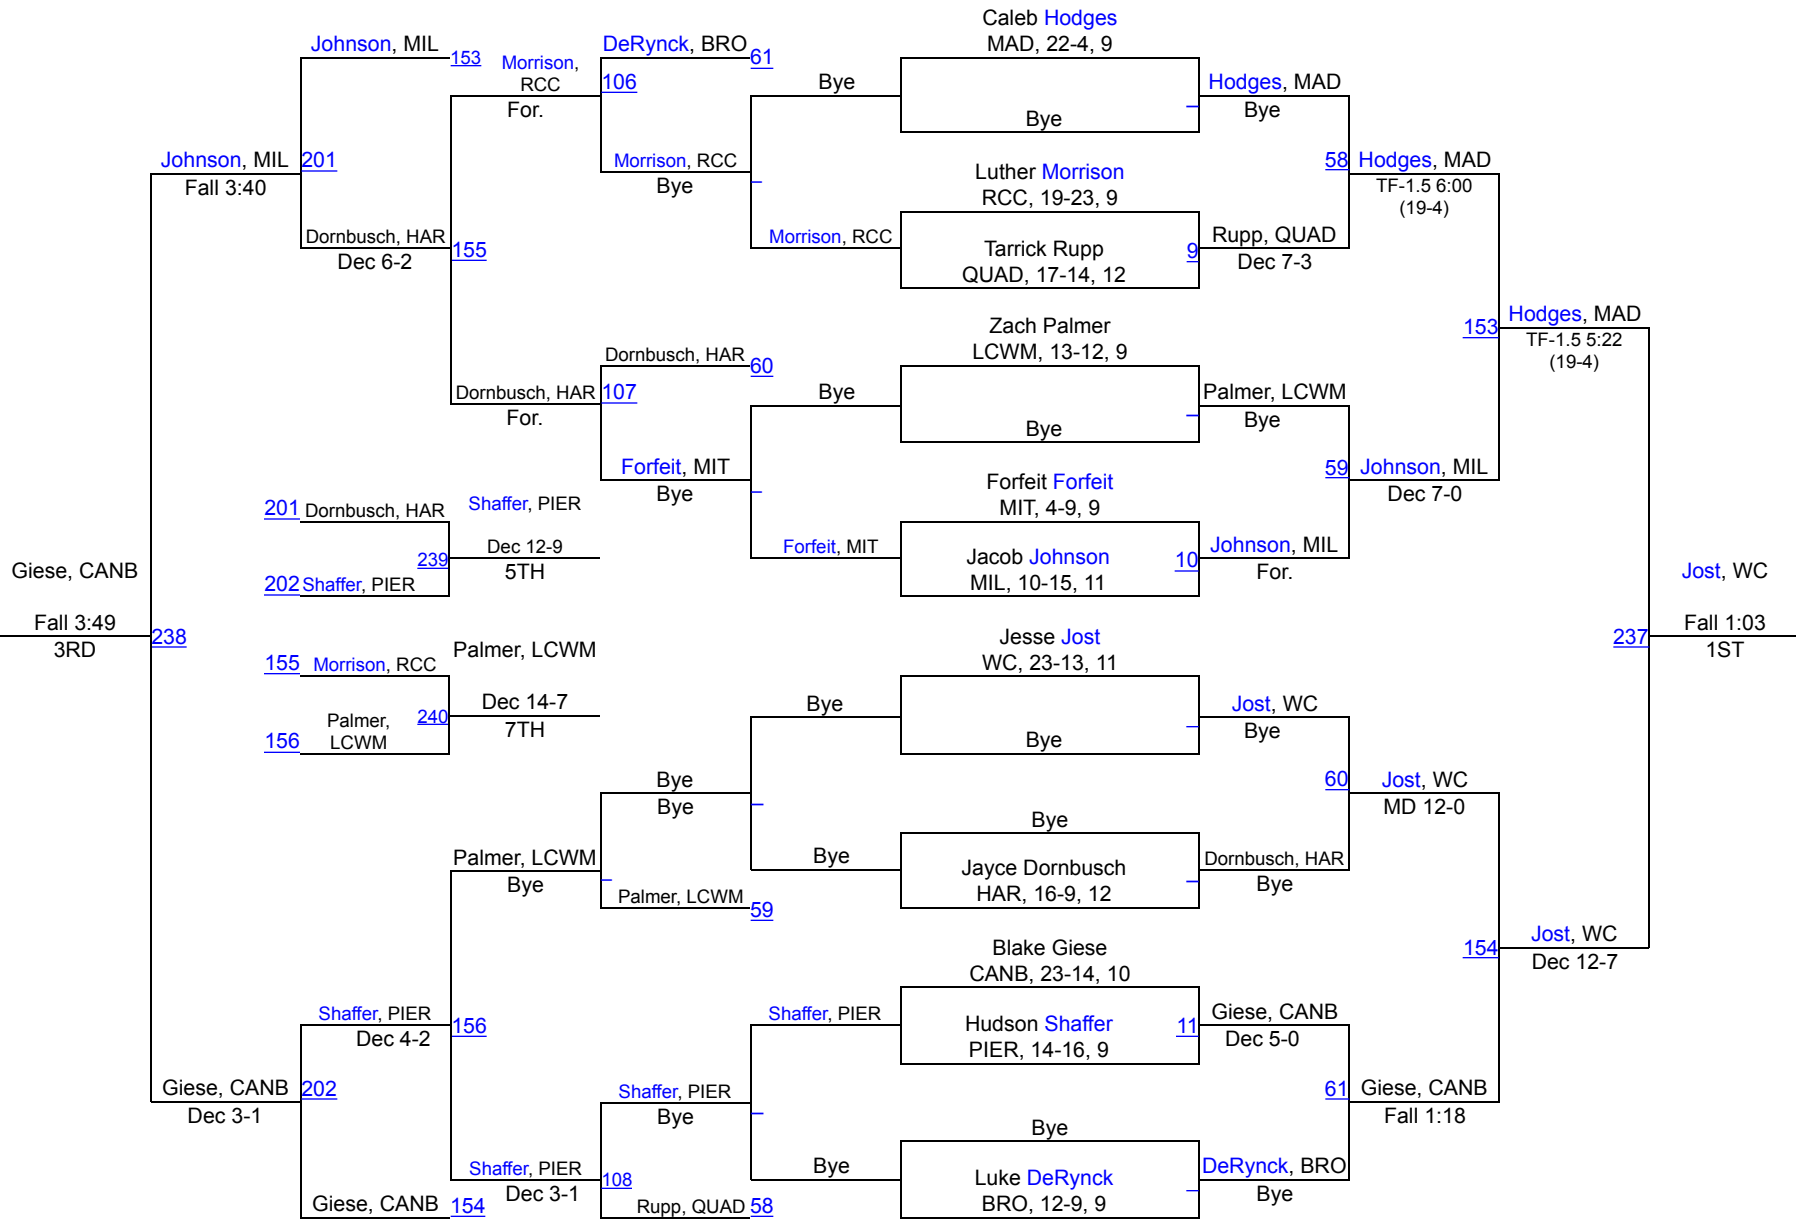 Caleb Hodges
MAD, 22-4, 9
Johnson, MIL
153
Morrison,
RCC
For.
DeRynck, BRO
61
106
Bye
Bye
Hodges, MAD
Bye
Johnson, MIL
201
Fall 3:40
Morrison, RCC
Bye
Luther Morrison
RCC, 19-23, 9
58
Hodges, MAD
TF-1.5 6:00
(19-4)
Dornbusch, HAR
Dec 6-2
155
Morrison, RCC
Tarrick Rupp
QUAD, 17-14, 12
9
Rupp, QUAD
Dec 7-3
Zach Palmer
LCWM, 13-12, 9
153
Hodges, MAD
TF-1.5 5:22
(19-4)
Dornbusch, HAR
60
Dornbusch, HAR
107
For.
Bye
Bye
Palmer, LCWM
Bye
Forfeit, MIT
Bye
Forfeit Forfeit
MIT, 4-9, 9
59
Johnson, MIL
Dec 7-0
201
Dornbusch, HAR
Shaffer, PIER
239
Dec 12-9
5TH
202
Shaffer, PIER
Forfeit, MIT
Jacob Johnson
MIL, 10-15, 11
10
Johnson, MIL
For.
Giese, CANB
Fall 3:49
3RD
238
Jost, WC
237
Fall 1:03
1ST
Jesse Jost
WC, 23-13, 11
155
Morrison, RCC
Palmer, LCWM
240
Dec 14-7
7TH
156
Palmer,
LCWM
Bye
Bye
Jost, WC
Bye
Bye
Bye
60
Jost, WC
MD 12-0
Bye
Palmer, LCWM
Bye
Bye
Jayce Dornbusch
HAR, 16-9, 12
Dornbusch, HAR
Bye
Palmer, LCWM
59
Blake Giese
CANB, 23-14, 10
154
Jost, WC
Dec 12-7
Shaffer, PIER
Dec 4-2
156
Shaffer, PIER
Hudson Shaffer
PIER, 14-16, 9
11
Giese, CANB
Dec 5-0
Giese, CANB
202
Dec 3-1
Shaffer, PIER
Bye
61
Giese, CANB
Fall 1:18
Bye
Shaffer, PIER
Dec 3-1
108
Bye
Luke DeRynck
BRO, 12-9, 9
DeRynck, BRO
Bye
Giese, CANB
154
Rupp, QUAD
58